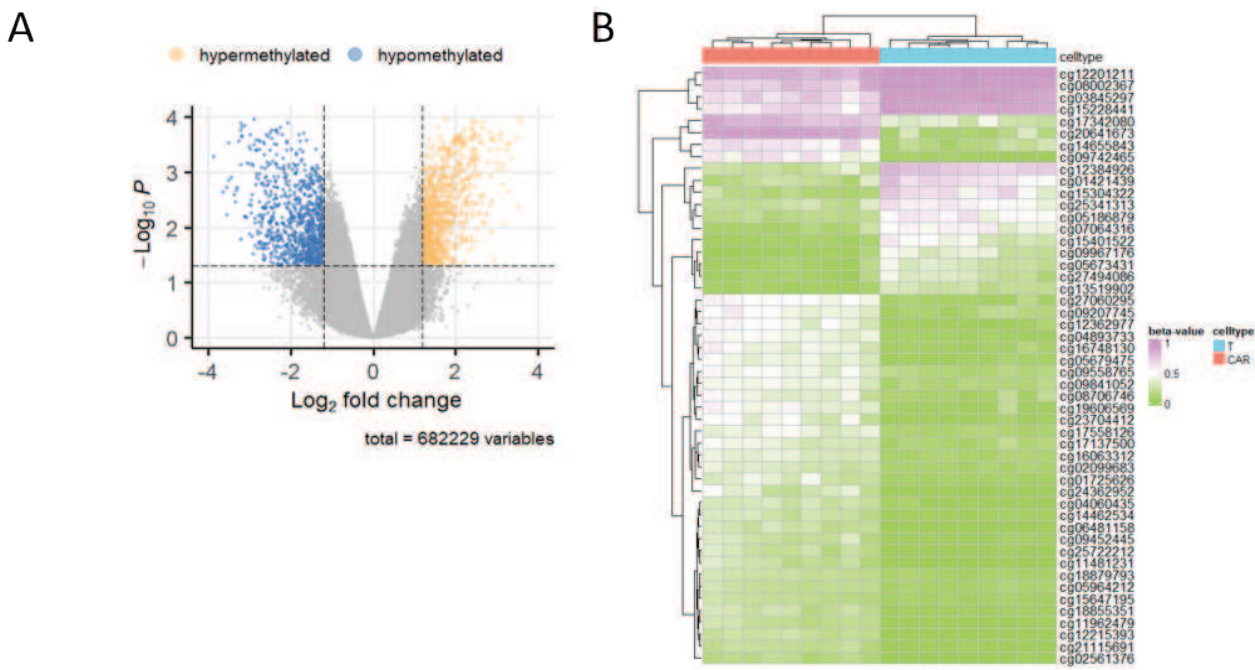 A
hypermethylated hypomethylated
4
3
2
1
0
−Log10 P
−4 −2 0 2 4
Log2 fold change
total = 682229 variables
B
celltype
cg12201211
cg08002367
cg03845297
cg15228441
cg17342080
cg20641673
cg14655843
cg09742465
cg12384926
cg01421439
cg15304322
cg25341313
cg05186879
cg07064316
cg15401522
cg09967176
cg05673431
cg27494086
cg13519902
cg27060295
cg09207745
cg12362977
cg04893733
cg16748130
cg05679475
cg09558765
cg09841052
cg08706746
cg19606569
cg23704412
cg17558126
cg17137500
cg16063312
cg02099683
cg01725626
cg24362952
cg04060435
cg14462534
cg06481158
cg09452445
cg25722212
cg11481231
cg18879793
cg05964212
cg15647195
cg18855351
cg11962479
cg12215393
cg21115691
cg02561376
beta-value celltype
1 T
CAR
0.5
0